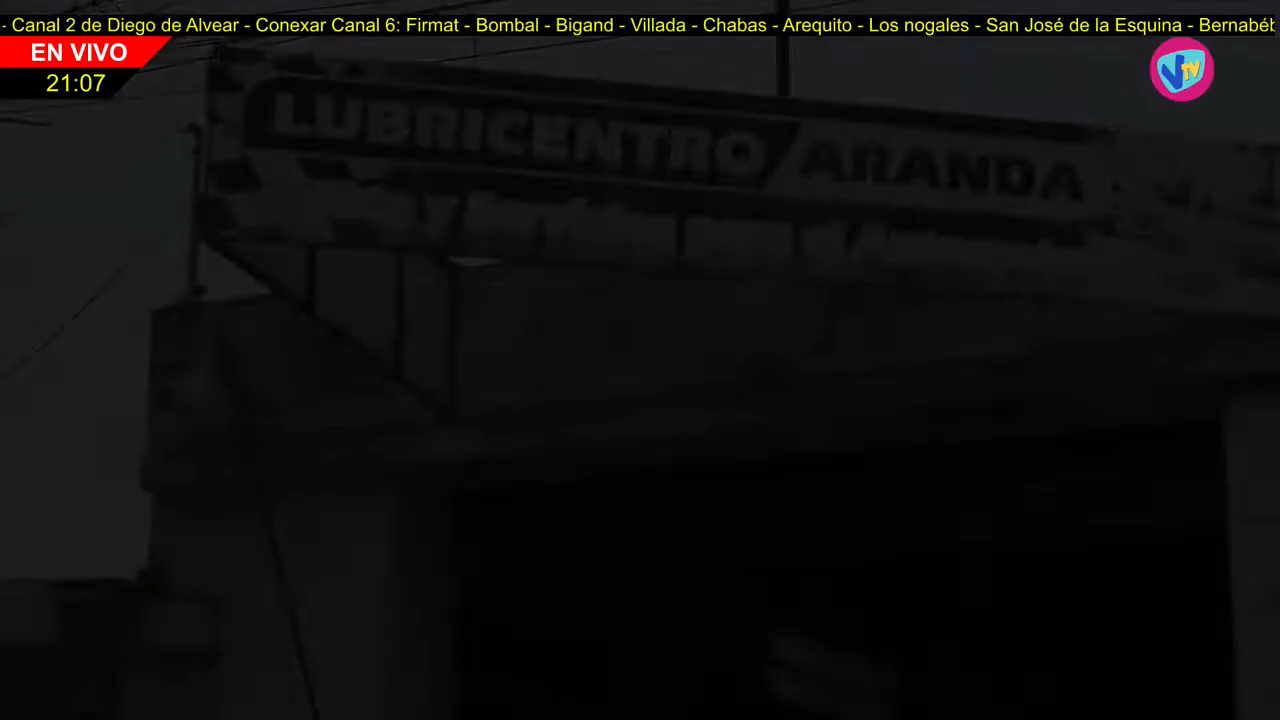 - Canal 2 de Diego de Alvear - Conexar Canal 6: Firmat - Bombal - Bigand - Villada - Chabas - Arequito - Los nogales - San José de la Esquina - Bernabé
EN VIVO
21:07
VTV
LUBRICENTRO ARANDA